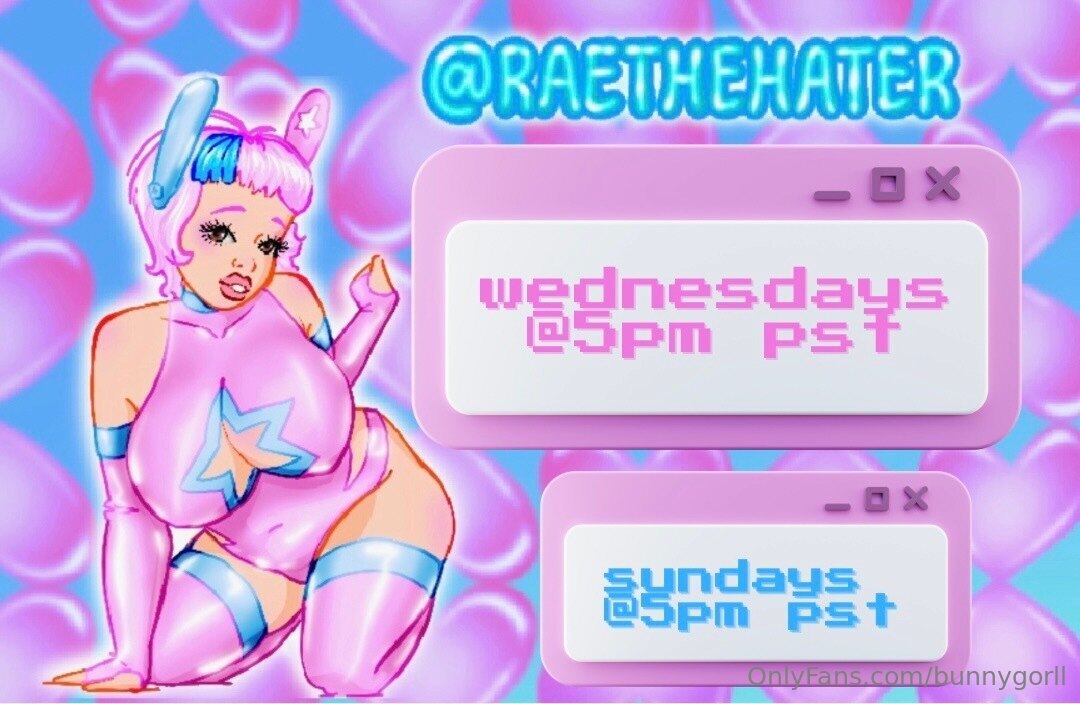 @RAETHEHATER
wednesdays
@5pm pst
sundays
@5pm pst
OnlyFans.com/bunnygorll